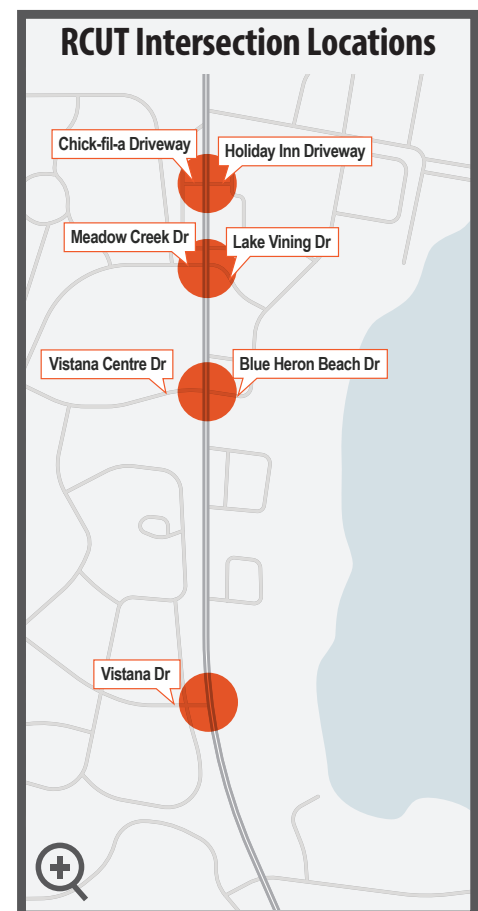 RCUT Intersection Locations
Chick-fil-a Driveway
Holiday Inn Driveway
Meadow Creek Dr
Lake Vining Dr
Vistana Centre Dr
Blue Heron Beach Dr
Vistana Dr